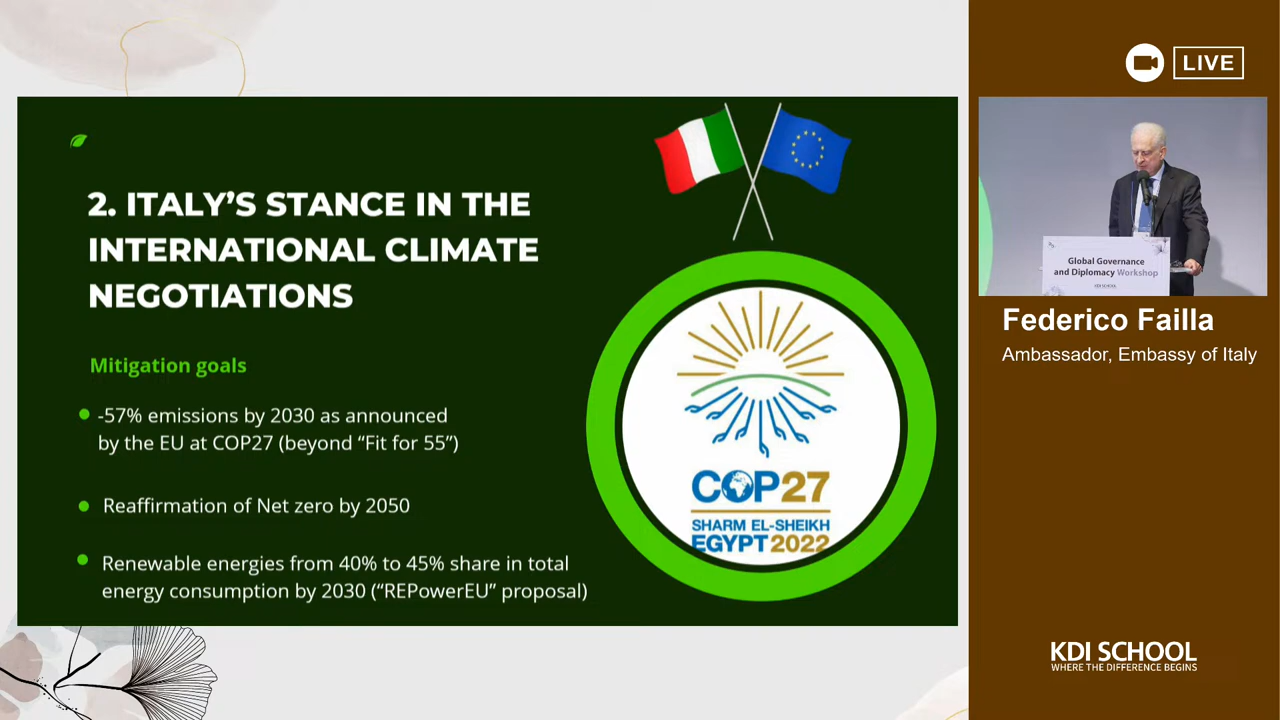 LIVE
2. ITALY’S STANCE IN THE
INTERNATIONAL CLIMATE
NEGOTIATIONS
Mitigation goals
-57% emissions by 2030 as announced
by the EU at COP27 (beyond “Fit for 55”)
Reaffirmation of Net zero by 2050
Renewable energies from 40% to 45% share in total
energy consumption by 2030 (“REPowerEU” proposal)
COP27
SHARM EL-SHEIKH
EGYPT2022
Global Governance
and Diplomacy Workshop
KDI SCHOOL
Federico Failla
Ambassador, Embassy of Italy
KDI SCHOOL
WHERE THE DIFFERENCE BEGINS